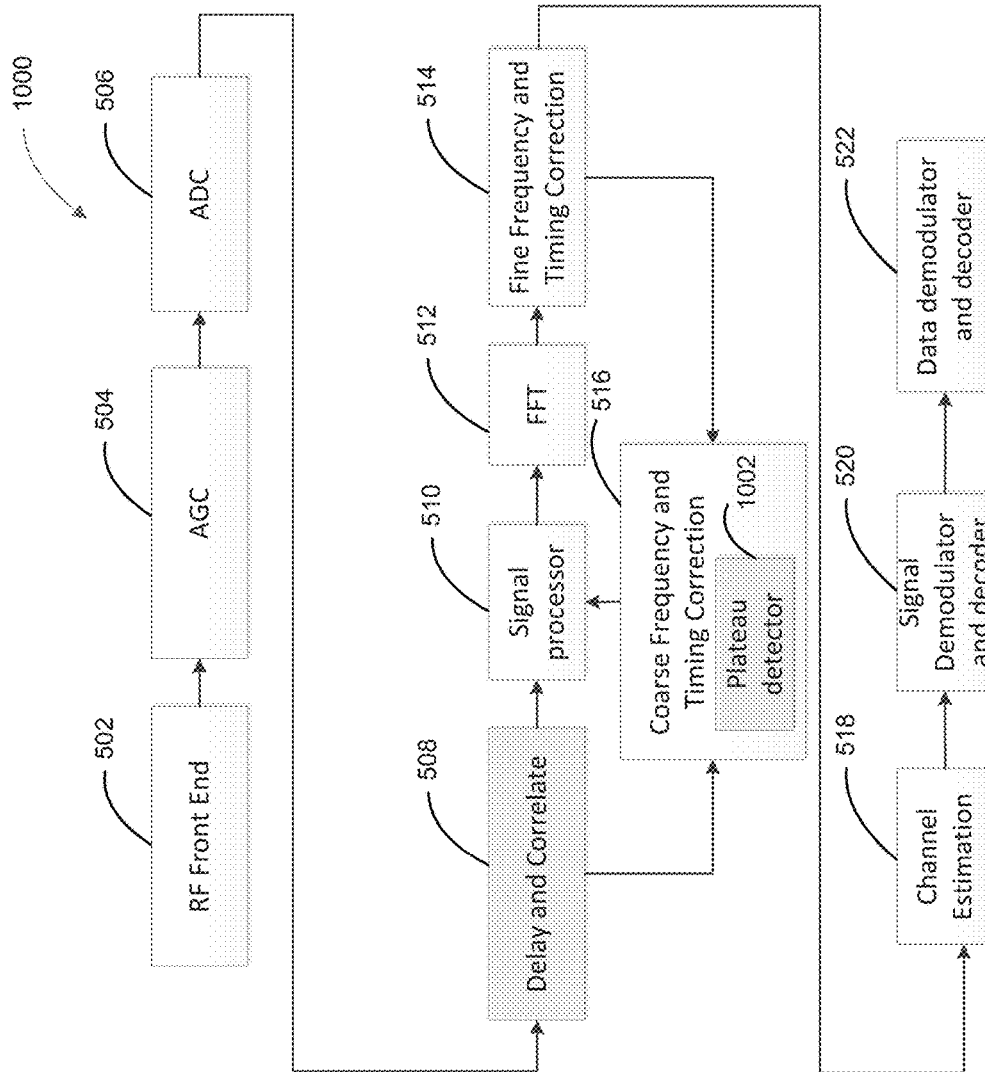 1000
502
RF Front End
504
AGC
506
ADC
508
Delay and Correlate
510
Signal
processor
512
FFT
514
Fine Frequency and
Timing Correction
516
Coarse Frequency and
Timing Correction
1002
Plateau
detector
518
Channel
Estimation
520
Signal
Demodulator
and decoder
522
Data demodulator
and decoder